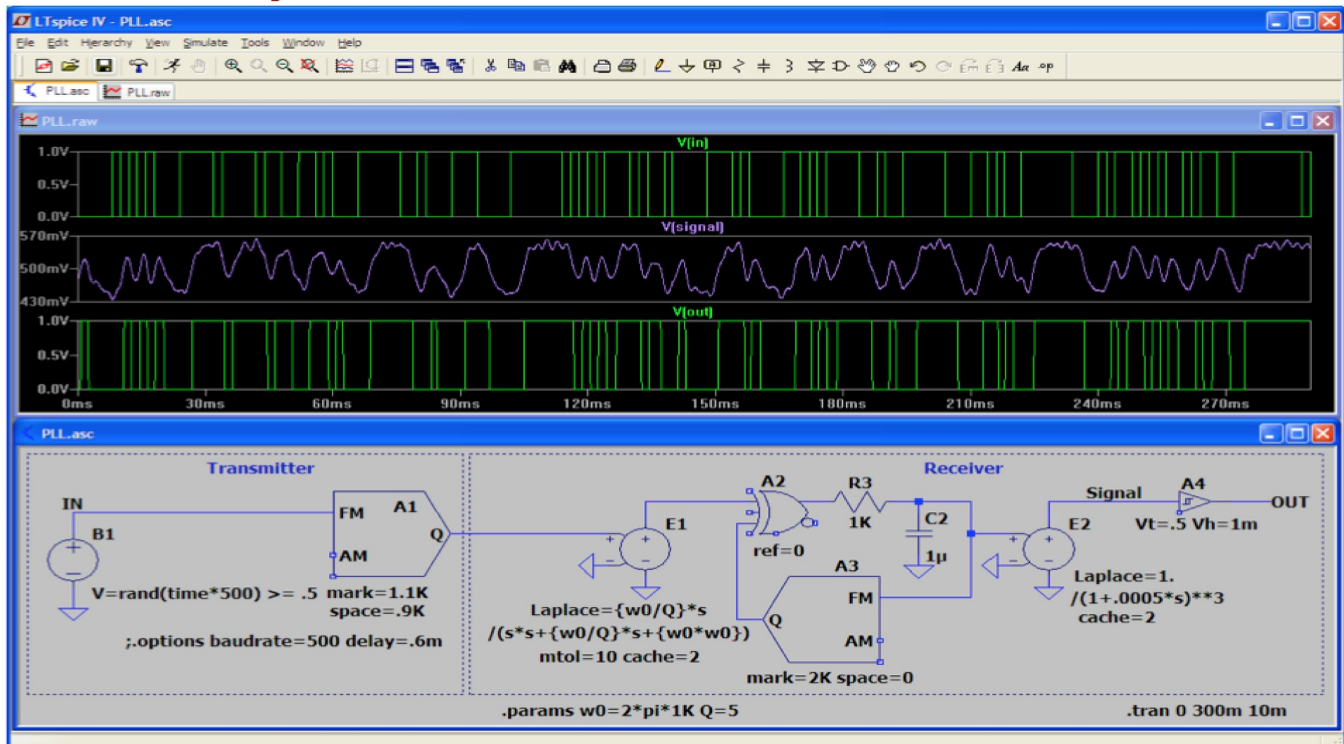 LTspice IV - PLL.asc
File Edit Hierarchy View Simulate Tools Window Help
PLL.asc PLL.raw
PLL.raw
V(in)
1.0V
0.5V
0.0V
V(signal)
570mV
500mV
430mV
V(out)
1.0V
0.5V
0.0V
0ms 30ms 60ms 90ms 120ms 150ms 180ms 210ms 240ms 270ms
PLL.asc
Transmitter
IN
B1
V=rand(time*500) >= .5
FM
A1
AM
Q
mark=1.1K
space=.9K
;.options baudrate=500 delay=.6m
Receiver
E1
Laplace={w0/Q}*s
/(s*s+{w0/Q}*s+{w0*w0})
mtol=10 cache=2
A2
ref=0
R3
1K
C2
1µ
A3
FM
Q
AM
mark=2K space=0
Signal
E2
Laplace=1.
/(1+.0005*s)**3
cache=2
A4
Vt=.5 Vh=1m
OUT
.params w0=2*pi*1K Q=5
.tran 0 300m 10m